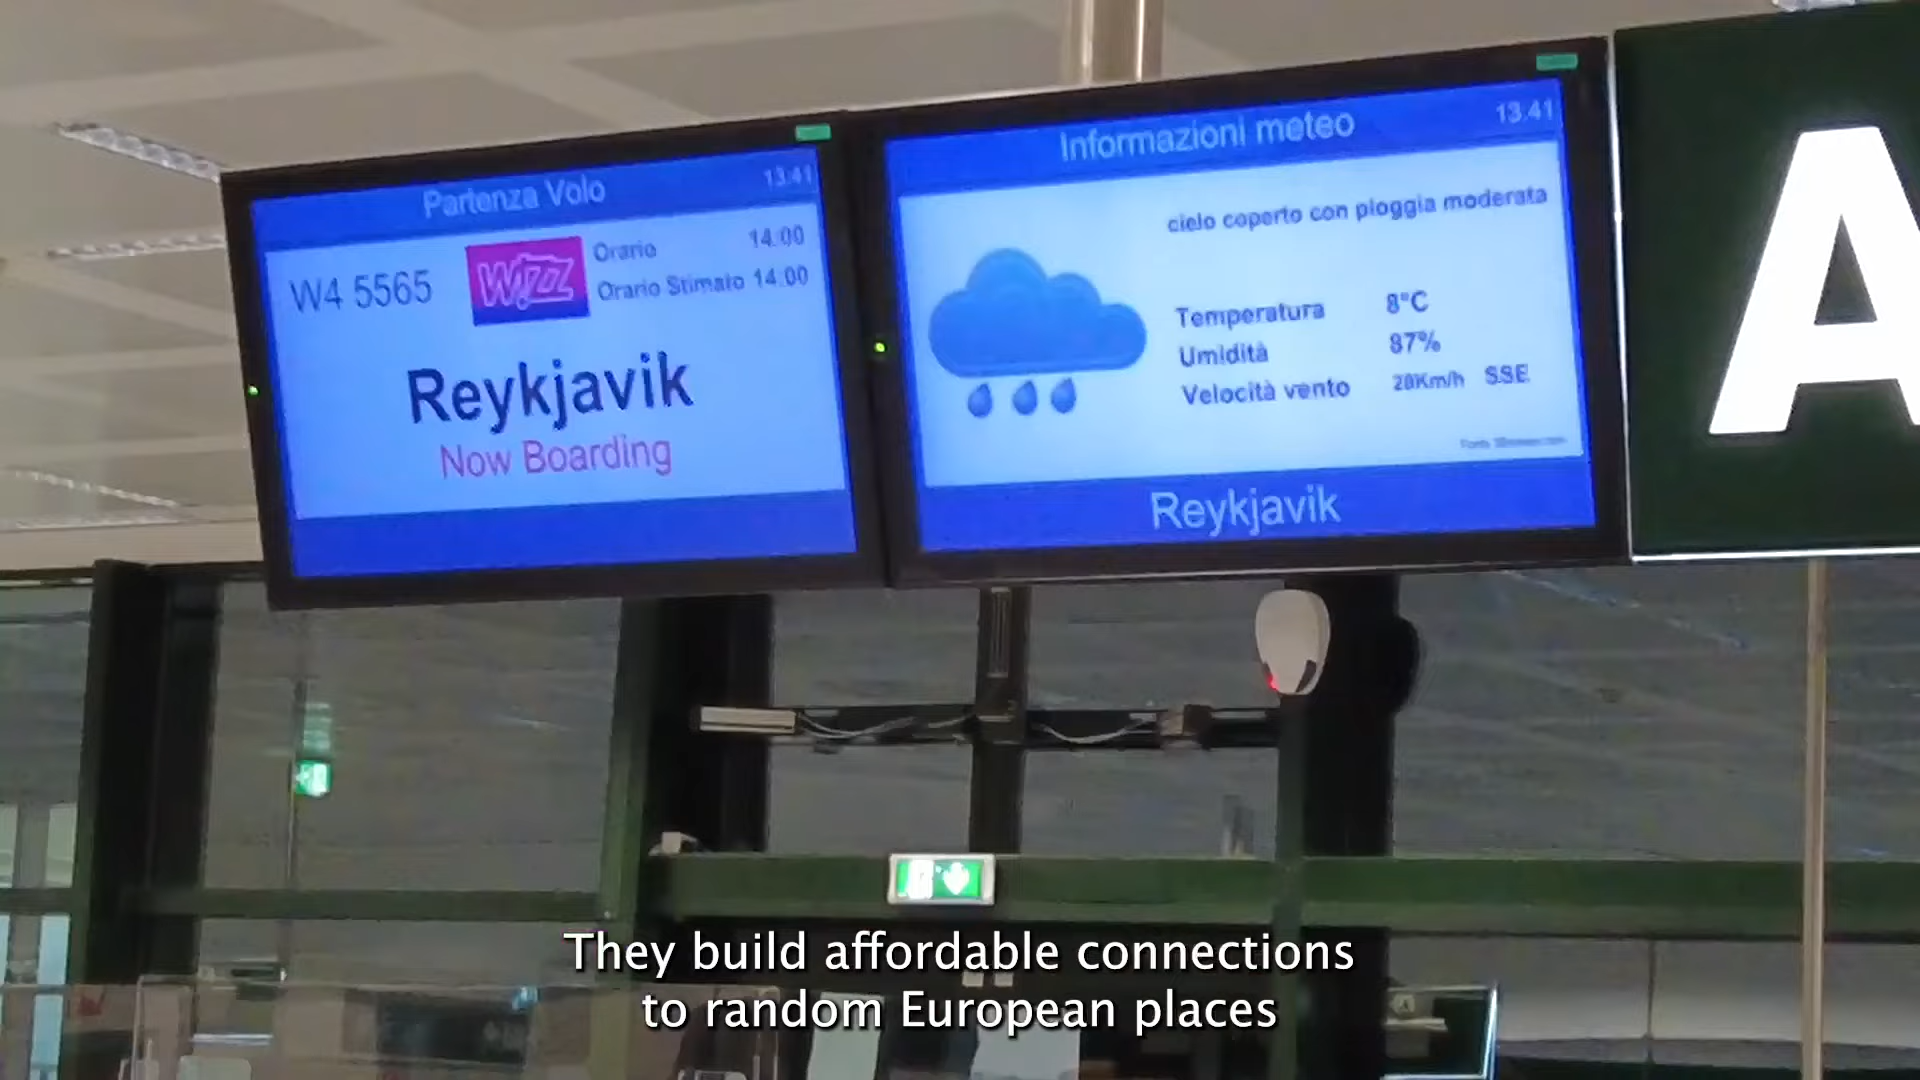 Partenza Volo 13:41
W4 5565
W!ZZ
Orario 14:00
Orario Stimato 14:00
Reykjavik
Now Boarding
Informazioni meteo 13:41
cielo coperto con pioggia moderata
Temperatura 8°C
Umidità 87%
Velocità vento 28Km/h SSE
Reykjavik
A
They build affordable connections
to random European places